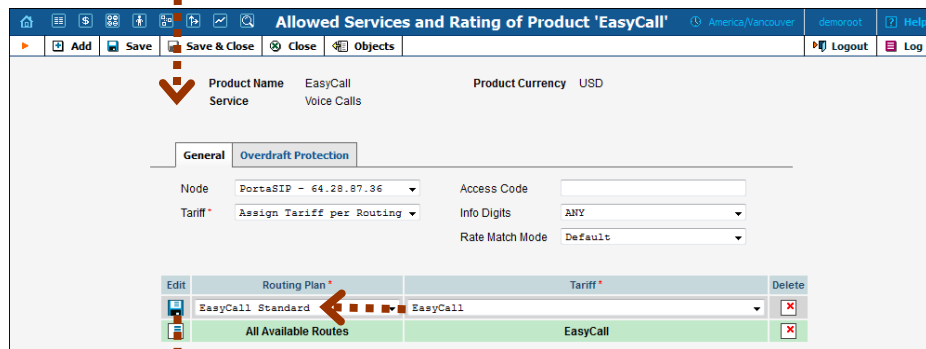 Allowed Services and Rating of Product 'EasyCall' America/Vancouver demoroot ? Help
Add Save Save & Close Close Objects Logout Log
Product Name EasyCall Product Currency USD
Service Voice Calls
General Overdraft Protection
Node PortaSIP - 64.28.87.36 Access Code
Tariff * Assign Tariff per Routing Info Digits ANY
Rate Match Mode Default
Edit Routing Plan * Tariff * Delete
EasyCall Standard EasyCall
All Available Routes EasyCall